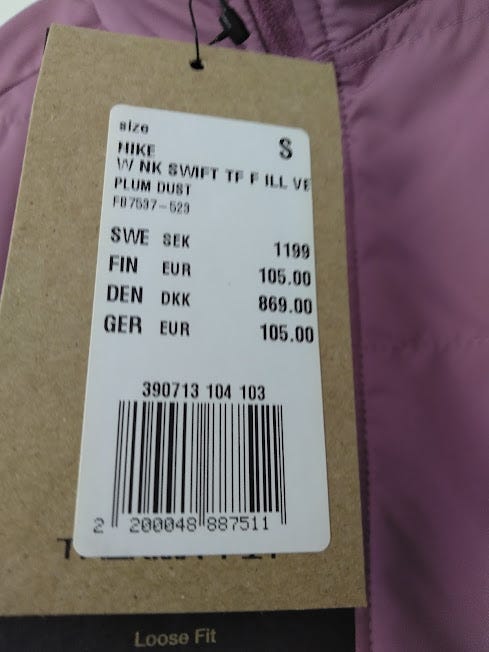 size S
NIKE
W NK SWIFT TF F ILL VE
PLUM DUST
FB7537-523
SWE SEK 1199
FIN EUR 105.00
DEN DKK 869.00
GER EUR 105.00
390713 104 103
2 200048 887511
Loose Fit